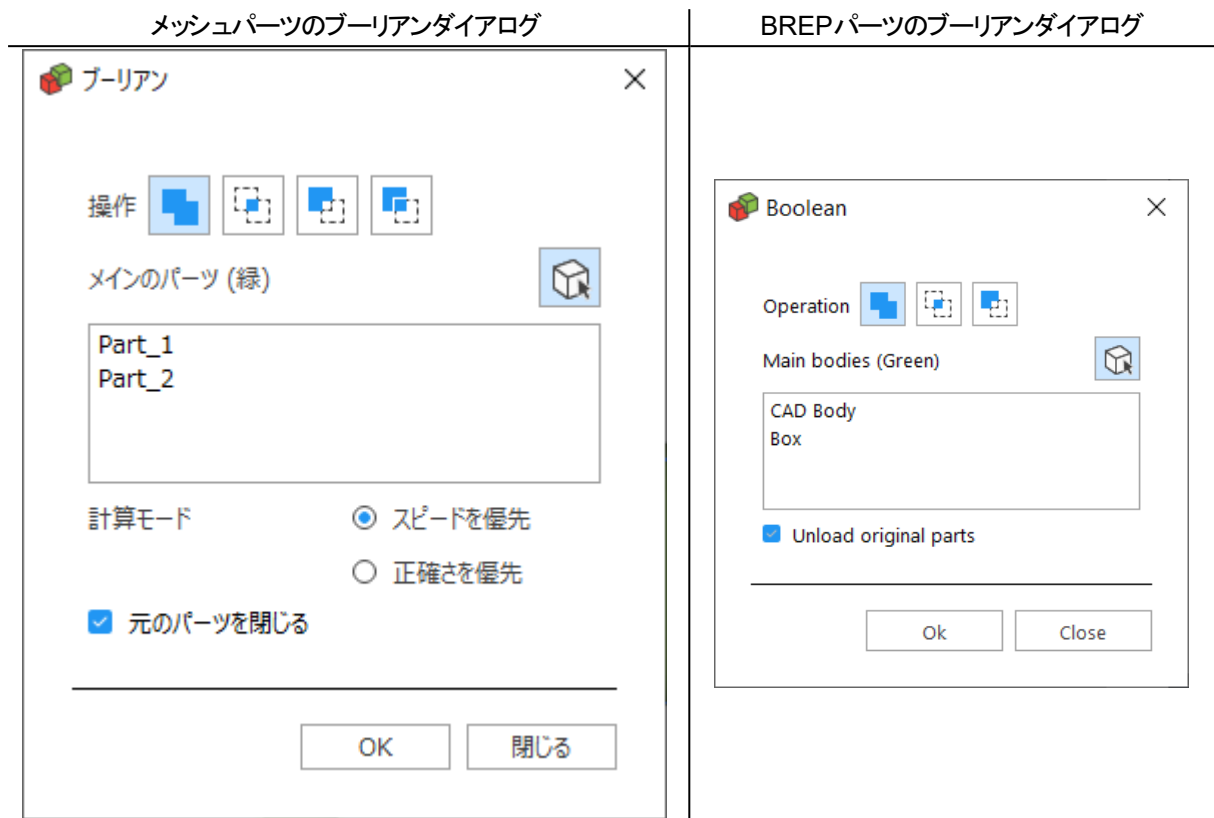 メッシュパーツのブーリアンダイアログ
BREPパーツのブーリアンダイアログ
ブーリアン
操作
メインのパーツ (緑)
Part_1
Part_2
計算モード
スピードを優先
正確さを優先
元のパーツを閉じる
OK
閉じる
Boolean
Operation
Main bodies (Green)
CAD Body
Box
Unload original parts
Ok
Close